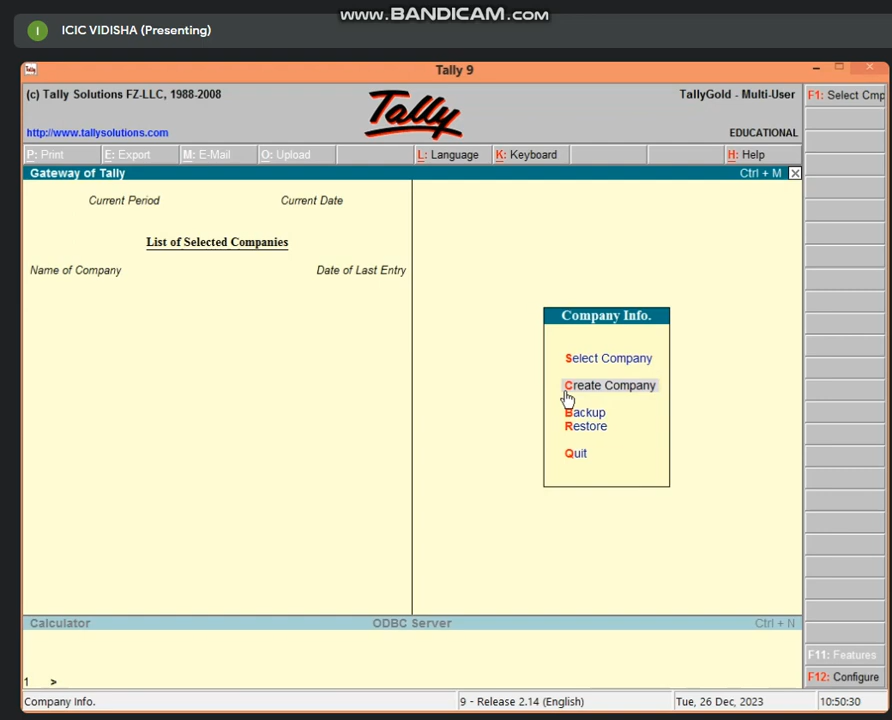 www.BANDICAM.com
I ICIC VIDISHA (Presenting)
Tally Tally 9
(c) Tally Solutions FZ-LLC, 1988-2008 Tally TallyGold - Multi-User F1: Select Cmp
http://www.tallysolutions.com EDUCATIONAL
P: Print E: Export M: E-Mail O: Upload L: Language K: Keyboard H: Help
Gateway of Tally Ctrl + M
Current Period Current Date
List of Selected Companies
Name of Company Date of Last Entry
Company Info.
Select Company
Create Company
Backup
Restore
Quit
Calculator ODBC Server Ctrl + N
F11: Features
1 > F12: Configure
Company Info. 9 - Release 2.14 (English) Tue, 26 Dec, 2023 10:50:30